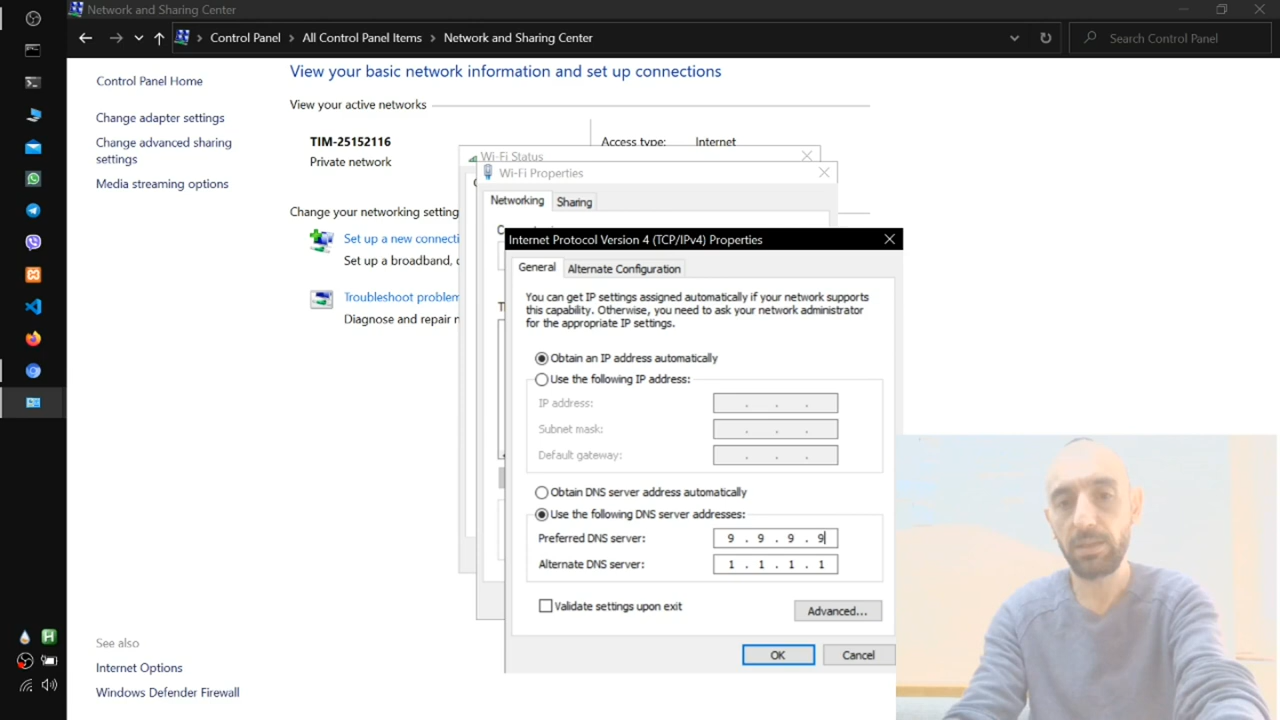 Network and Sharing Center
Control Panel > All Control Panel Items > Network and Sharing Center
Search Control Panel
Control Panel Home
Change adapter settings
Change advanced sharing
settings
Media streaming options
View your basic network information and set up connections
View your active networks
TIM-25152116
Private network
Access type: Internet
Change your networking setting
Set up a new connecti
Set up a broadband,
Troubleshoot problem
Diagnose and repair n
Wi-Fi Status
Wi-Fi Properties
Networking
Sharing
Internet Protocol Version 4 (TCP/IPv4) Properties
General
Alternate Configuration
You can get IP settings assigned automatically if your network supports
this capability. Otherwise, you need to ask your network administrator
for the appropriate IP settings.
Obtain an IP address automatically
Use the following IP address:
IP address: . . .
Subnet mask: . . .
Default gateway: . . .
Obtain DNS server address automatically
Use the following DNS server addresses:
Preferred DNS server: 9 . 9 . 9 . 9
Alternate DNS server: 1 . 1 . 1 . 1
Validate settings upon exit
Advanced...
OK
Cancel
See also
Internet Options
Windows Defender Firewall